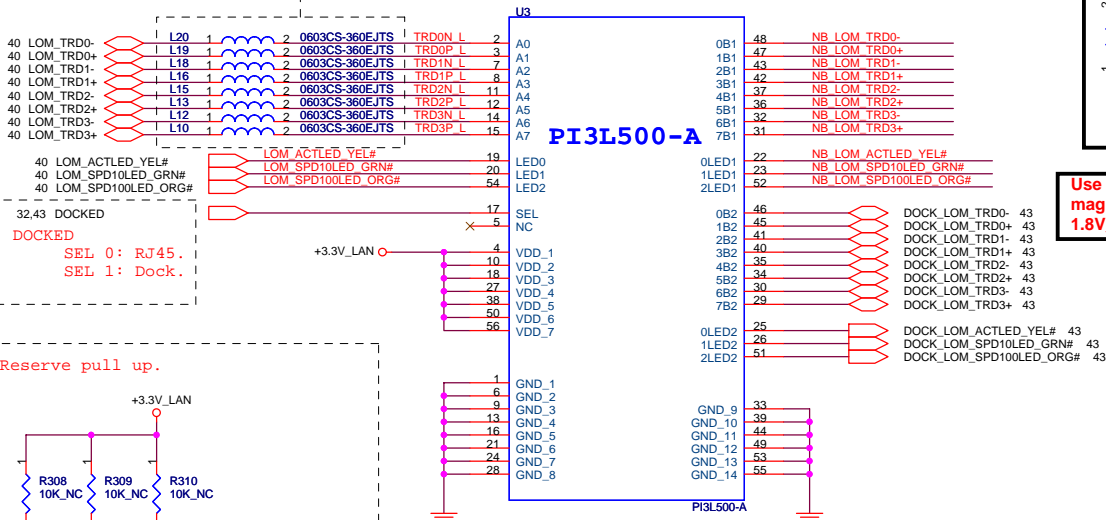 U3
40 LOM_TRD0- L20 1 2 0603CS-360EJTS TRD0N_L 2 A0 0B1 48 NB_LOM_TRD0-
40 LOM_TRD0+ L19 1 2 0603CS-360EJTS TRD0P_L 3 A1 1B1 47 NB_LOM_TRD0+
40 LOM_TRD1- L18 1 2 0603CS-360EJTS TRD1N_L 7 A2 2B1 43 NB_LOM_TRD1-
40 LOM_TRD1+ L16 1 2 0603CS-360EJTS TRD1P_L 8 A3 3B1 42 NB_LOM_TRD1+
40 LOM_TRD2- L15 1 2 0603CS-360EJTS TRD2N_L 11 A4 4B1 37 NB_LOM_TRD2-
40 LOM_TRD2+ L13 1 2 0603CS-360EJTS TRD2P_L 12 A5 5B1 36 NB_LOM_TRD2+
40 LOM_TRD3- L12 1 2 0603CS-360EJTS TRD3N_L 14 A6 6B1 32 NB_LOM_TRD3-
40 LOM_TRD3+ L10 1 2 0603CS-360EJTS TRD3P_L 15 A7 7B1 31 NB_LOM_TRD3+
PI3L500-A
40 LOM_ACTLED_YEL# LOM_ACTLED_YEL# 19 LED0 0LED1 22 NB_LOM_ACTLED_YEL#
40 LOM_SPD10LED_GRN# LOM_SPD10LED_GRN# 20 LED1 1LED1 23 NB_LOM_SPD10LED_GRN#
40 LOM_SPD100LED_ORG# LOM_SPD100LED_ORG# 54 LED2 2LED1 52 NB_LOM_SPD100LED_ORG#
Use
mag
1.8V
32,43 DOCKED 17 SEL 0B2 46 DOCK_LOM_TRD0- 43
5 NC 1B2 45 DOCK_LOM_TRD0+ 43
DOCKED
SEL 0: RJ45.
SEL 1: Dock.
2B2 41 DOCK_LOM_TRD1- 43
+3.3V_LAN 4 VDD_1 3B2 40 DOCK_LOM_TRD1+ 43
10 VDD_2 4B2 35 DOCK_LOM_TRD2- 43
18 VDD_3 5B2 34 DOCK_LOM_TRD2+ 43
27 VDD_4 6B2 30 DOCK_LOM_TRD3- 43
38 VDD_5 7B2 29 DOCK_LOM_TRD3+ 43
50 VDD_6
56 VDD_7 0LED2 25 DOCK_LOM_ACTLED_YEL# 43
1LED2 26 DOCK_LOM_SPD10LED_GRN# 43
2LED2 51 DOCK_LOM_SPD100LED_ORG# 43
Reserve pull up.
+3.3V_LAN
1 GND_1
6 GND_2
9 GND_3 GND_9 33
13 GND_4 GND_10 39
16 GND_5 GND_11 44
21 GND_6 GND_12 49
24 GND_7 GND_13 53
28 GND_8 GND_14 55
1 1 1
R308 R309 R310
10K_NC 10K_NC 10K_NC
PI3L500-A